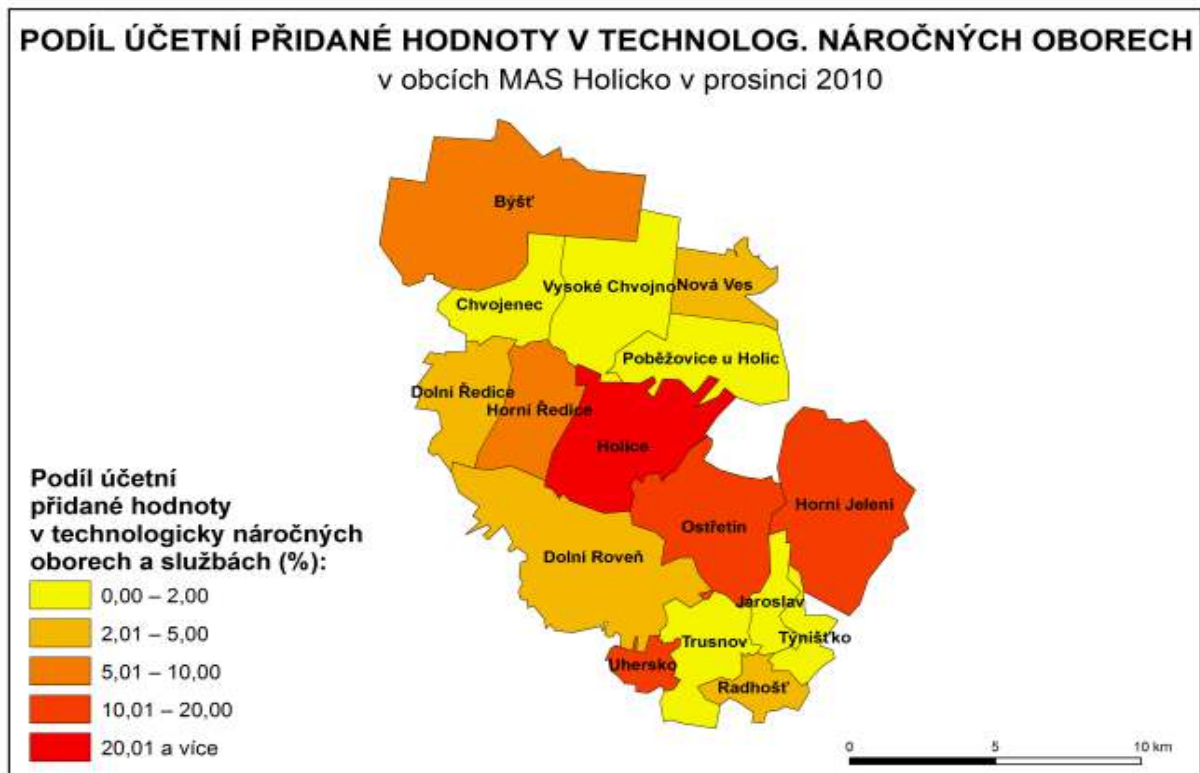 PODÍL ÚČETNÍ PŘIDANÉ HODNOTY V TECHNOLOG. NÁROČNÝCH OBORECH
v obcích MAS Holicko v prosinci 2010
Býšť
Vysoké Chvojno
Nová Ves
Chvojenec
Poběžovice u Holic
Dolní Ředice
Horní Ředice
Holice
Horní Jelení
Ostřetín
Dolní Roveň
Jaroslav
Týnišťko
Trusnov
Uhersko
Radhošť
Podíl účetní
přidané hodnoty
v technologicky náročných
oborech a službách (%):
0,00 – 2,00
2,01 – 5,00
5,01 – 10,00
10,01 – 20,00
20,01 a více
0 5 10 km